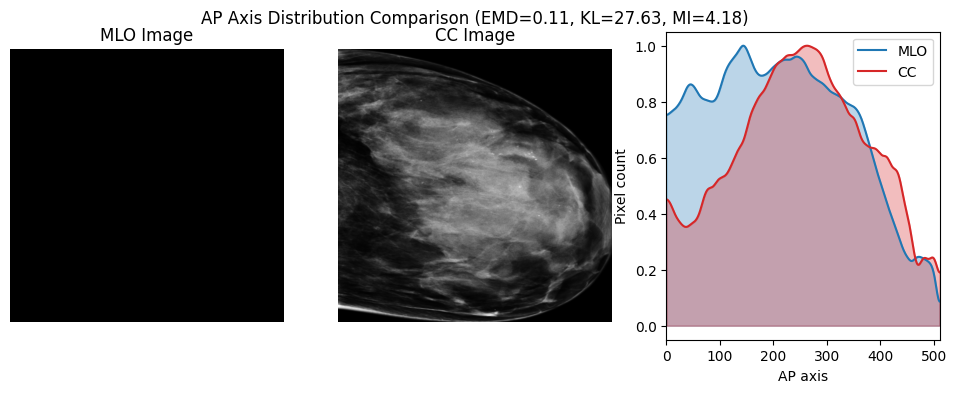 AP Axis Distribution Comparison (EMD=0.11, KL=27.63, MI=4.18)
MLO Image
CC Image
MLO
CC
Pixel count
1.0
0.8
0.6
0.4
0.2
0.0
0 100 200 300 400 500
AP axis